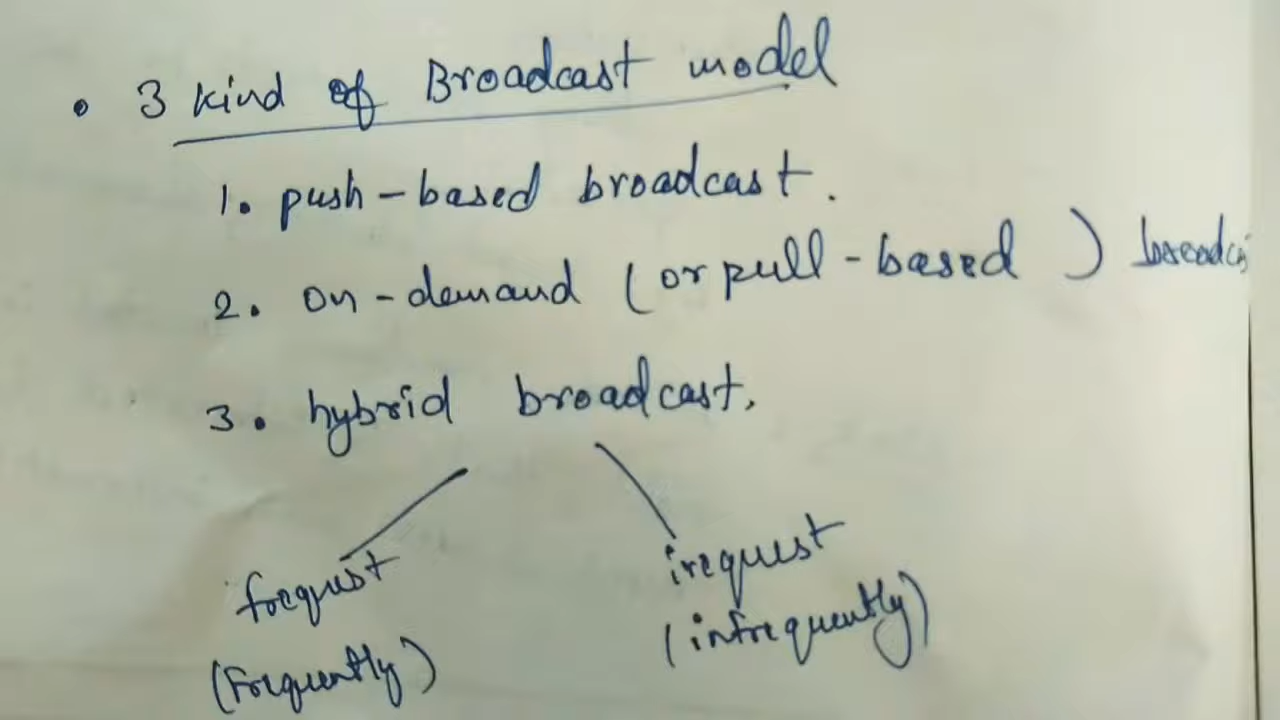 • 3 kind of Broadcast model
1. push-based broadcast.
2. on-demand (or pull-based)
3. hybrid broadcast.
frequest irequest
(Frequently) (infrequently)